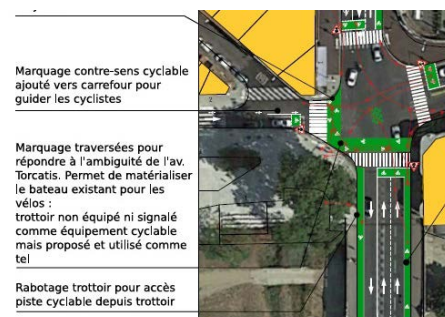 Marquage contre-sens cyclable
ajouté vers carrefour pour
guider les cyclistes
Marquage traversées pour
répondre à l'ambiguité de l'av.
Torcatis. Permet de matérialiser
le bateau existant pour les
vélos :
trottoir non équipé ni signalé
comme équipement cyclable
mais proposé et utilisé comme
tel
Rabotage trottoir pour accès
piste cyclable depuis trottoir